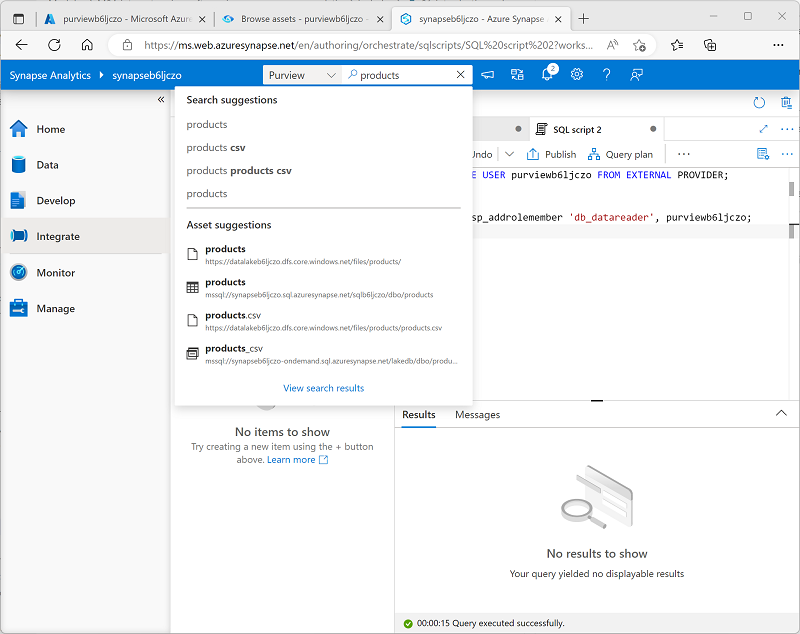 purviewb6ljczo - Microsoft Azure
Browse assets - purviewb6ljczo -
synapseb6ljczo - Azure Synapse
https://ms.web.azuresynapse.net/en/authoring/orchestrate/sqlscripts/SQL%20script%202?works...
Synapse Analytics
synapseb6ljczo
Purview
products
2
Search suggestions
products
products csv
products products csv
products
Asset suggestions
products
https://datalakeb6ljczo.dfs.core.windows.net/files/products/
products
mssql://synapseb6ljczo.sql.azuresynapse.net/sqlb6ljczo/dbo/products
products.csv
https://datalakeb6ljczo.dfs.core.windows.net/files/products/products.csv
products_csv
mssql://synapseb6ljczo-ondemand.sql.azuresynapse.net/lakedb/dbo/produ...
View search results
Home
Data
Develop
Integrate
Monitor
Manage
No items to show
Try creating a new item using the + button
above. Learn more
SQL script 2
Undo
Publish
Query plan
E USER purviewb6ljczo FROM EXTERNAL PROVIDER;
sp_addrolemember 'db_datareader', purviewb6ljczo;
Results
Messages
No results to show
Your query yielded no displayable results
00:00:15 Query executed successfully.